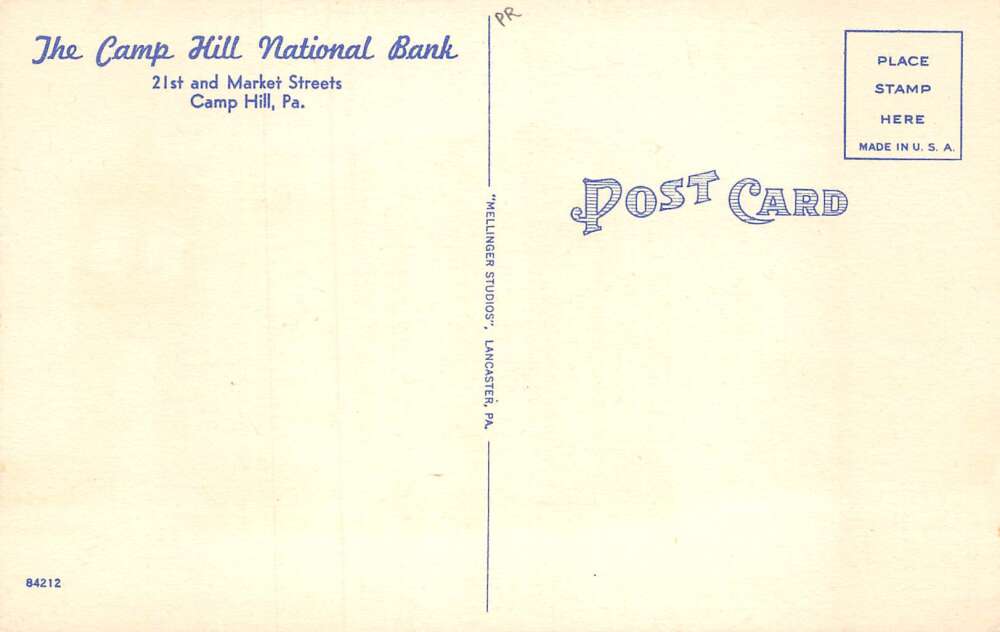 The Camp Hill National Bank
21st and Market Streets
Camp Hill, Pa.
84212
"MELLINGER STUDIOS", LANCASTER, PA.
PR
POST CARD
PLACE
STAMP
HERE
MADE IN U. S. A.